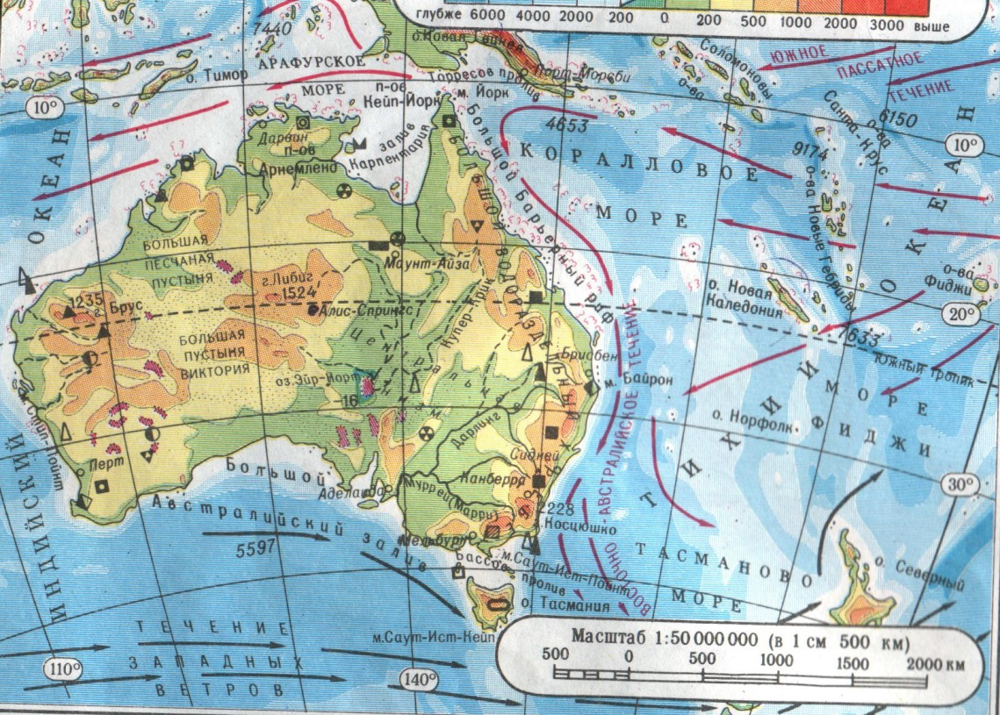 глубже 6000 4000 2000 200 0 200 500 1000 2000 3000 выше
7440
о.Новая Гвинея
Соломоновы
о-ва
ЮЖНОЕ
ПАССАТНОЕ
ТЕЧЕНИЕ
АРАФУРСКОЕ
МОРЕ
о. Тимор
Торресов пролив
Порт-Морсби
м. Йорк
п-ов
Кейп-Йорк
10°
4653
6150
о-ва
Санта-Крус
9174
10°
Дарвин
п-ов
Арнемленд
залив
Карпентария
Большой Барьерный риф
КОРАЛЛОВОЕ
МОРЕ
о-ва Новые Гебриды
ОКЕАН
БОЛЬШАЯ
ПЕСЧАНАЯ
ПУСТЫНЯ
Маунт-Айза
БОЛЬШОЙ ВОДОРАЗДЕЛЬНЫЙ ХР.
о. Новая
Каледония
о-ва
Фиджи
20°
1235
г. Брус
г.Либиг
1524
Алис-Спрингс
Купер-Крик
Центральная
низм.
7633
Южный тропик
БОЛЬШАЯ
ПУСТЫНЯ
ВИКТОРИЯ
оз.Эйр-Норт
16
Брисбен
м. Байрон
МОРЕ
ФИДЖИ
о. Норфолк
м.Стип-Пойнт
Дарлинг
Сидней
ТИХИЙ
ОКЕАН
Перт
Большой
Австралийский залив
Аделаида
Муррей(Марри)
Канберра
30°
2228
г. Косцюшко
ВОСТОЧНО-АВСТРАЛИЙСКОЕ ТЕЧЕНИЕ
5597
Мельбурн
Бассов
пролив
м.Саут-Ист-Пойнт
ТАСМАНОВО
МОРЕ
о. Северный
о. Тасмания
м.Саут-Ист-Кейп
ИНДИЙСКИЙ
ТЕЧЕНИЕ
ЗАПАДНЫХ
ВЕТРОВ
110°
140°
Масштаб 1:50 000 000 (в 1 см 500 км)
500 0 500 1000 1500 2000 км